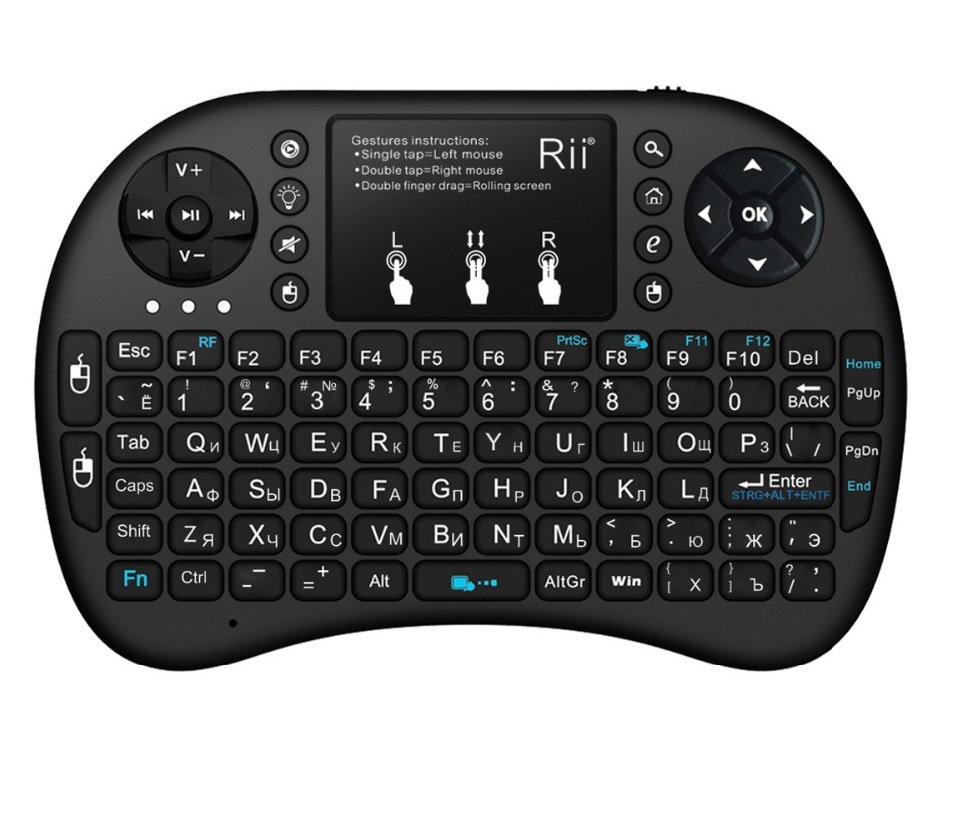 Gestures instructions:
•Single tap=Left mouse
•Double tap=Right mouse
•Double finger drag=Rolling screen
Rii®
L R
V+
V−
OK
e
Esc F1 RF F2 F3 F4 F5 F6 F7 PrtSc F8 F9 F11 F10 F12 Del
Home
PgUp
` ~ Ё 1 ! 2 @ ‘ 3 # № 4 $ ; 5 % 6 ^ : 7 & ? 8 * 9 ( 0 ) BACK
Tab Q и W ц E у R к T е Y н U г I ш O щ P з | \ /
PgDn
End
Caps A ф S ы D в F а G п H р J о K л L д Enter
STRG+ALT+ENTF
Shift Z я X ч C с V м B и N т M ь < , б > . ю : ; ж " ' э
Fn Ctrl _ − = + Alt AltGr Win { [ х } ] ъ ? / , .